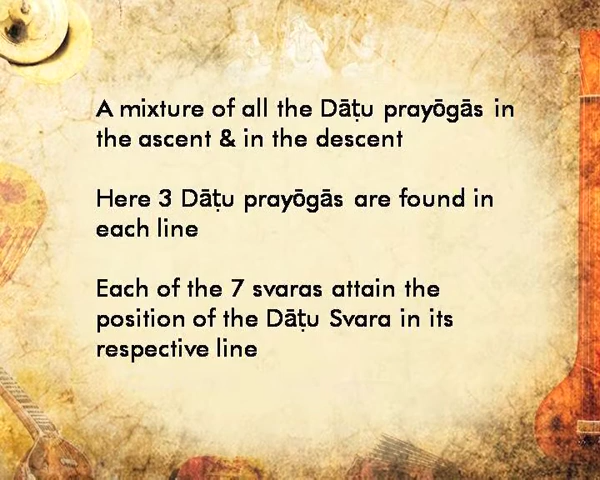 A mixture of all the Dāṭu prayōgās in
the ascent & in the descent
Here 3 Dāṭu prayōgās are found in
each line
Each of the 7 svaras attain the
position of the Dāṭu Svara in its
respective line